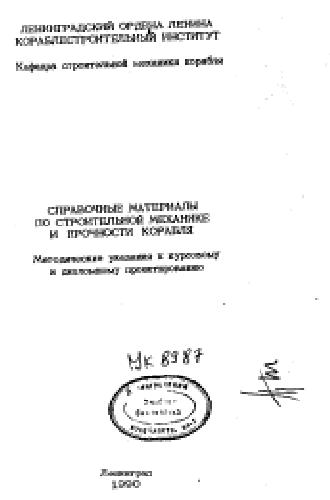 ЛЕНИНГРАДСКИЙ ОРДЕНА ЛЕНИНА
КОРАБЛЕСТРОИТЕЛЬНЫЙ ИНСТИТУТ
Кафедра строительной механики корабля
СПРАВОЧНЫЕ МАТЕРИАЛЫ
ПО СТРОИТЕЛЬНОЙ МЕХАНИКЕ
И ПРОЧНОСТИ КОРАБЛЯ
Методические указания к курсовому
и дипломному проектированию
МК 8987
Ленинград
1990